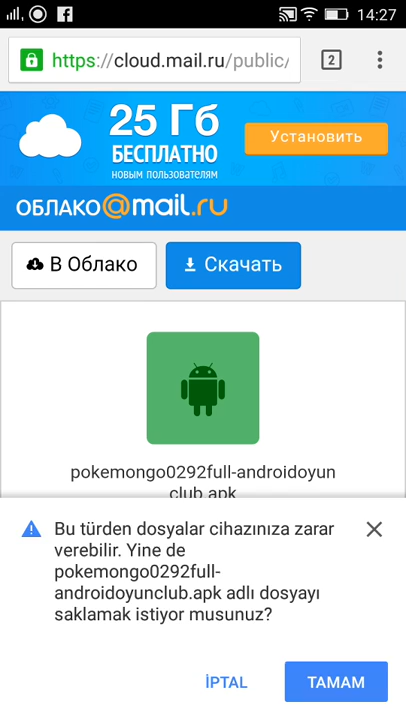 14:27
https://cloud.mail.ru/public/
2
25 Гб
БЕСПЛАТНО
новым пользователям
Установить
ОБЛАКО@mail.ru
В Облако
Скачать
pokemongo0292full-androidoyun
club.apk
Bu türden dosyalar cihazınıza zarar
verebilir. Yine de
pokemongo0292full-
androidoyunclub.apk adlı dosyayı
saklamak istiyor musunuz?
İPTAL
TAMAM